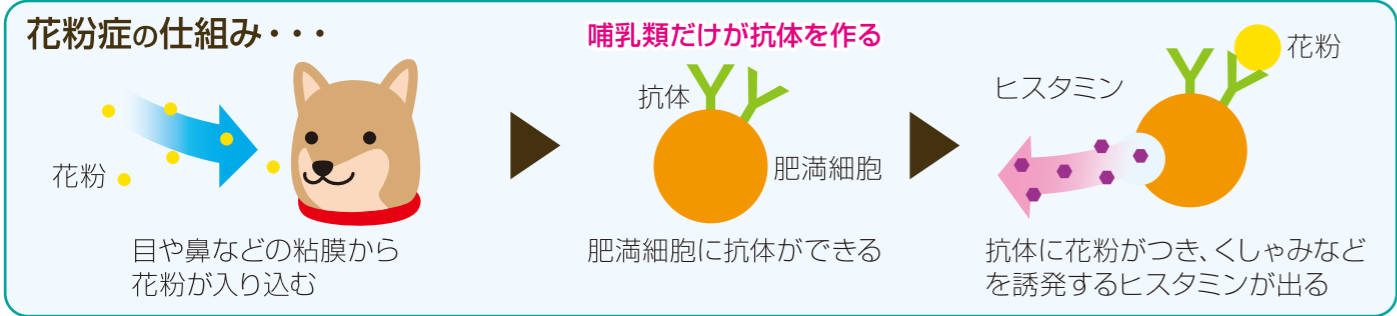 花粉症の仕組み・・・
花粉
目や鼻などの粘膜から
花粉が入り込む
哺乳類だけが抗体を作る
抗体
肥満細胞
肥満細胞に抗体ができる
花粉
ヒスタミン
抗体に花粉がつき、くしゃみなど
を誘発するヒスタミンが出る